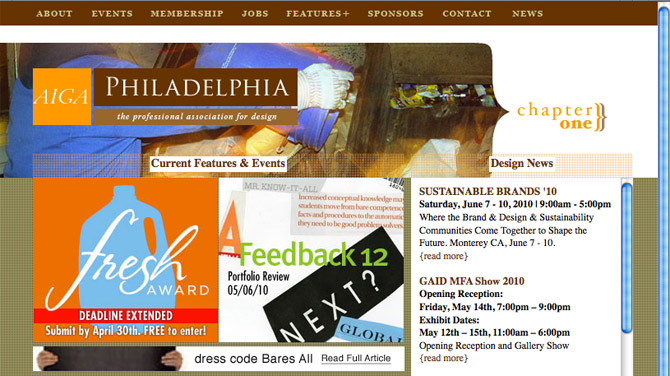 ABOUT EVENTS MEMBERSHIP JOBS FEATURES+ SPONSORS CONTACT NEWS
AIGA PHILADELPHIA
the professional association for design
chapter
one
Current Features & Events
Design News
fresh
AWARD
DEADLINE EXTENDED
Submit by April 30th. FREE to enter!
MR. KNOW-IT-ALL
Increased conceptual knowledge may
students move from bare competence
facts and procedures to the automatic
they need to be good problem solvers.
A
Feedback 12
Portfolio Review
05/06/10
NEXT?
GLOBAL
dress code Bares All Read Full Article
SUSTAINABLE BRANDS '10
Saturday, June 7 - 10, 2010 | 9:00am - 5:00pm
Where the Brand & Design & Sustainability
Communities Come Together to Shape the
Future. Monterey CA, June 7 - 10.
{read more}
GAID MFA Show 2010
Opening Reception:
Friday, May 14th, 7:00pm – 9:00pm
Exhibit Dates:
May 12th – 15th, 11:00am – 6:00pm
Opening Reception and Gallery Show
{read more}